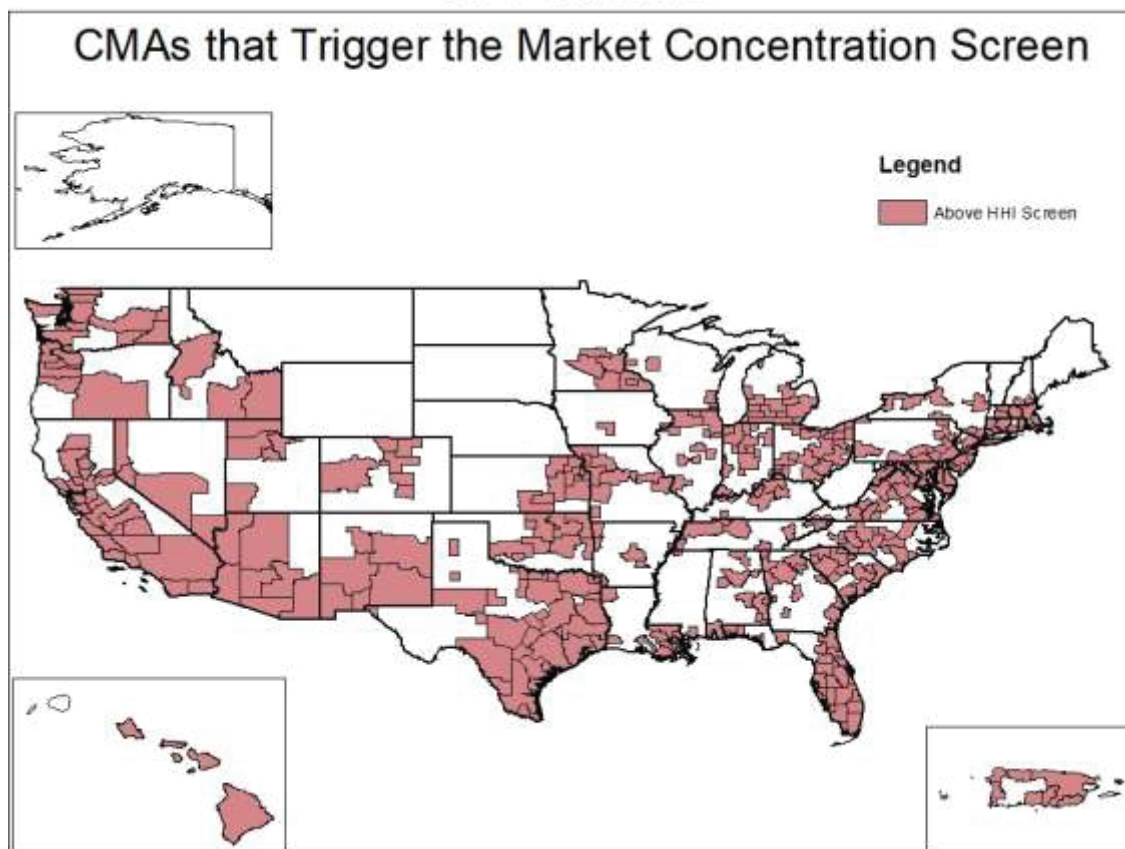 CMAs that Trigger the Market Concentration Screen
Legend
Above HHI Screen